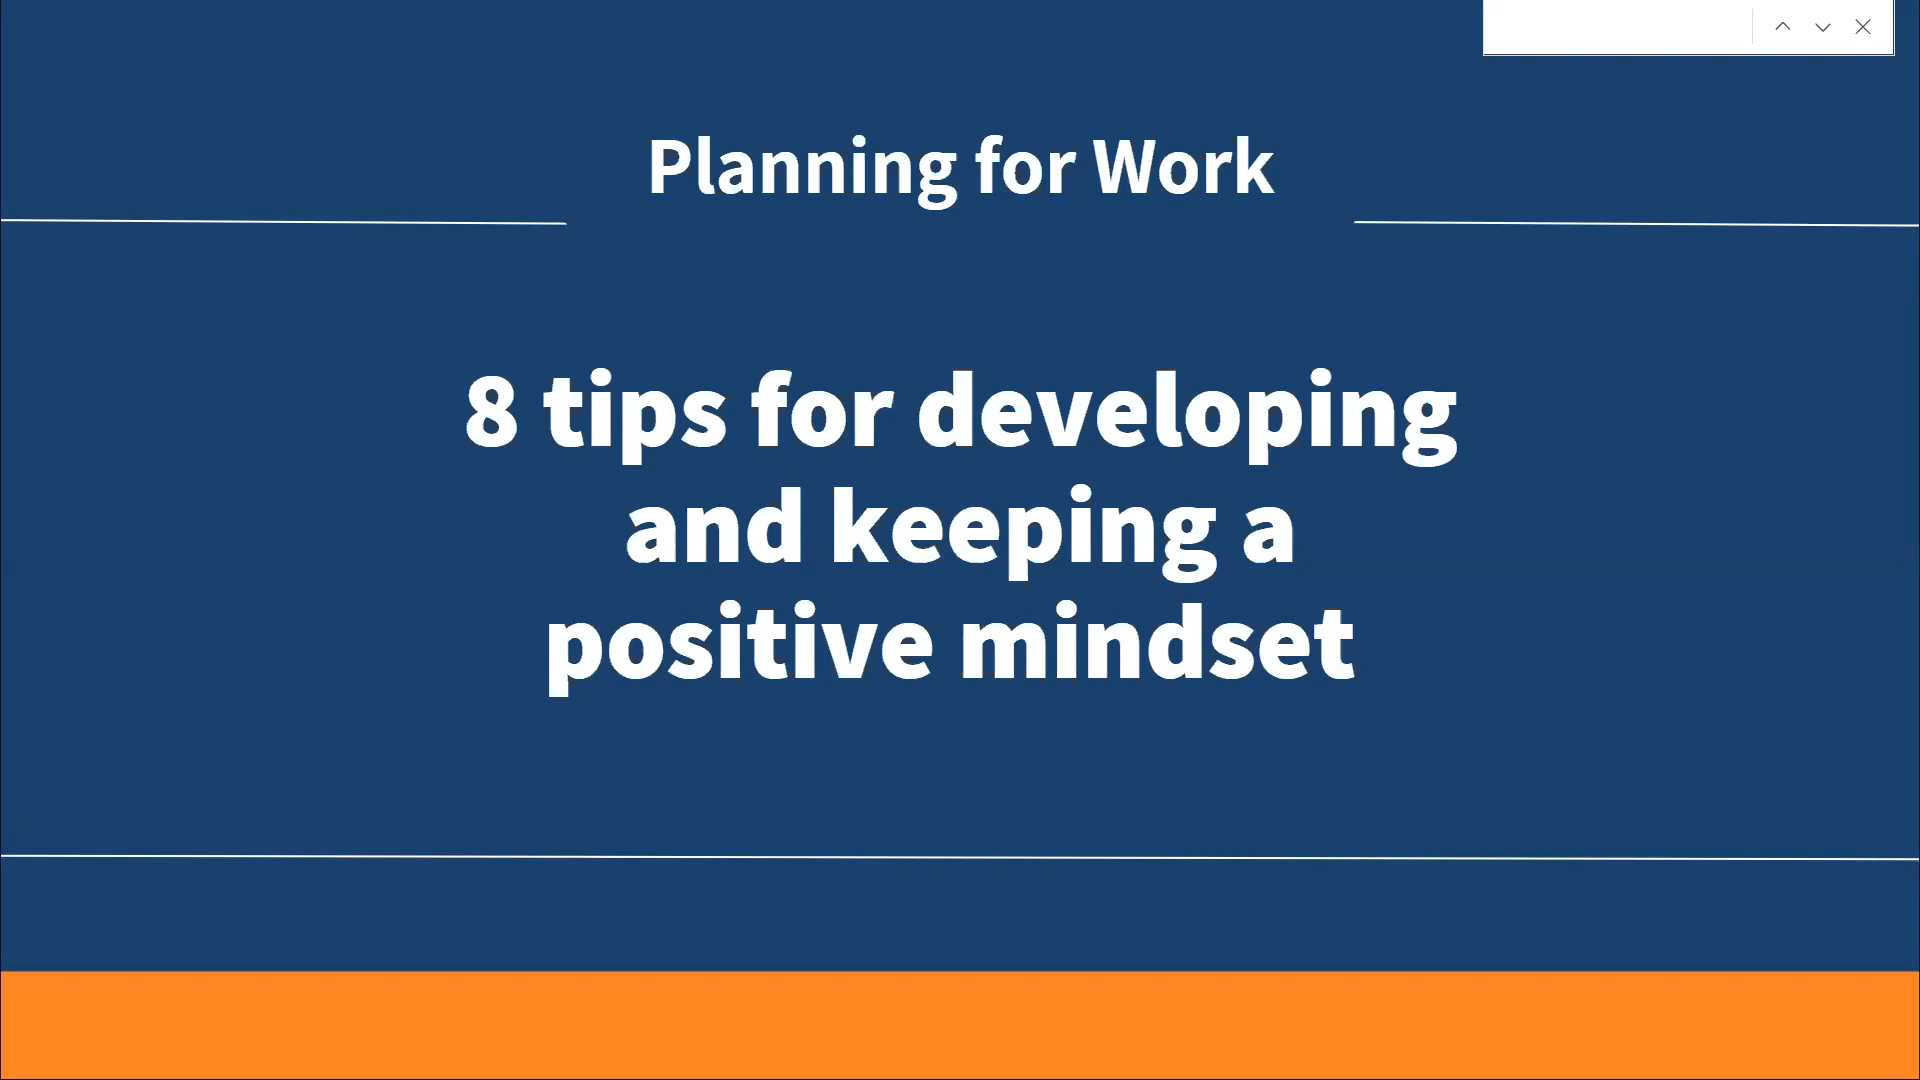 Planning for Work
8 tips for developing
and keeping a
positive mindset